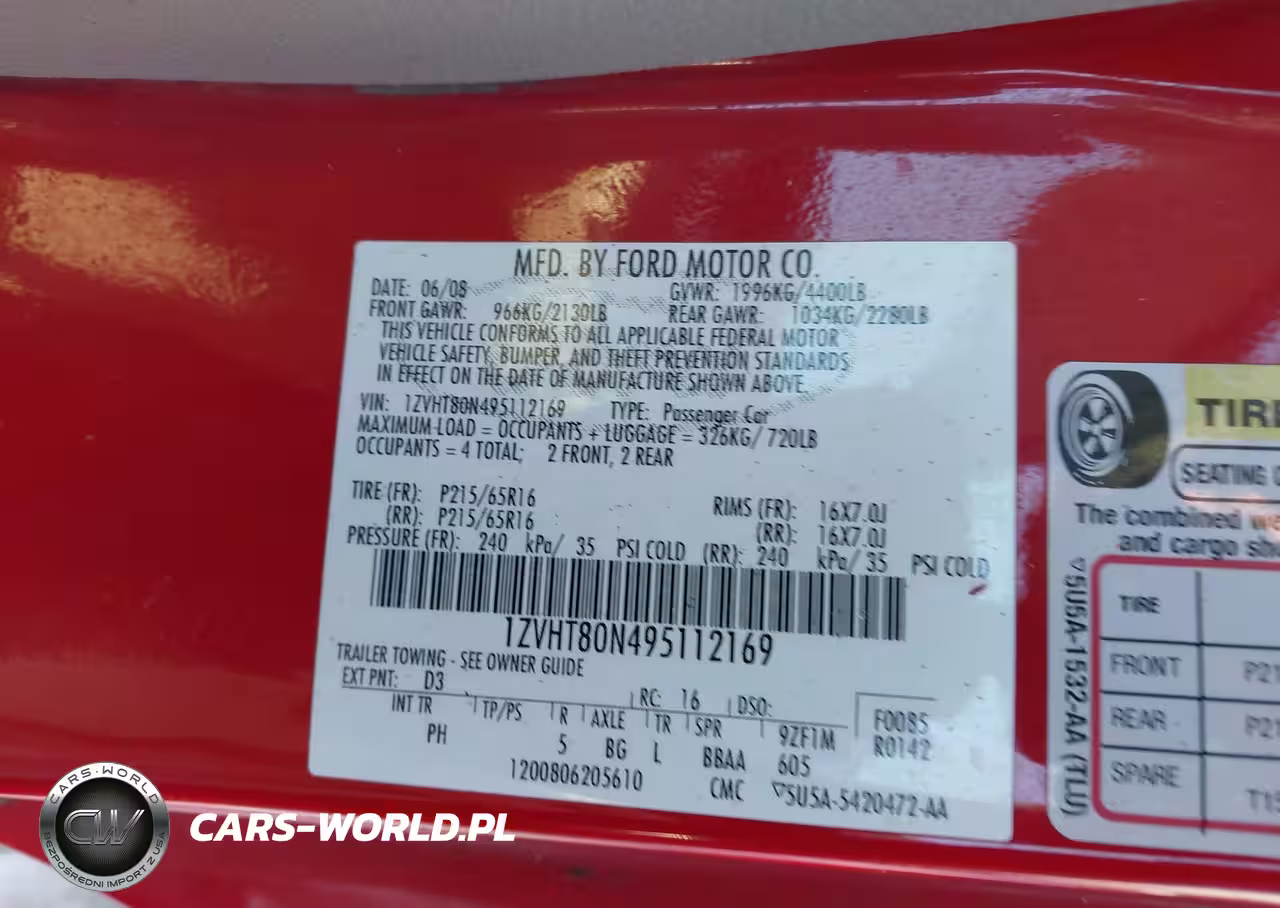 MFD. BY FORD MOTOR CO.
DATE: 06/08 GVWR: 1996KG/4400LB
FRONT GAWR: 966KG/2130LB REAR GAWR: 1034KG/2280LB
THIS VEHICLE CONFORMS TO ALL APPLICABLE FEDERAL MOTOR
VEHICLE SAFETY, BUMPER, AND THEFT PREVENTION STANDARDS
IN EFFECT ON THE DATE OF MANUFACTURE SHOWN ABOVE.
VIN: 1ZVHT80N495112169 TYPE: Passenger Car
MAXIMUM LOAD = OCCUPANTS + LUGGAGE = 326KG/ 720LB
OCCUPANTS = 4 TOTAL; 2 FRONT, 2 REAR
TIRE (FR): P215/65R16 RIMS (FR): 16X7.0J
(RR): P215/65R16 (RR): 16X7.0J
PRESSURE (FR): 240 kPa/ 35 PSI COLD (RR): 240 kPa/ 35 PSI COLD
1ZVHT80N495112169
TRAILER TOWING - SEE OWNER GUIDE
EXT PNT: D3 RC: 16 DSO:
INT TR TP/PS R AXLE TR SPR 9ZF1M F0085
PH 5 BG L BBAA 605 R0142
1200806205610 CMC ▽5U5A-5420472-AA
TIRE
SEATING
The combined
and cargo
TIRE
FRONT P21
REAR P21
SPARE T15
▽5U5A-1532-AA (TLU)
CARS-WORLD
CW
BEZPOŚREDNI IMPORT Z USA
CARS-WORLD.PL